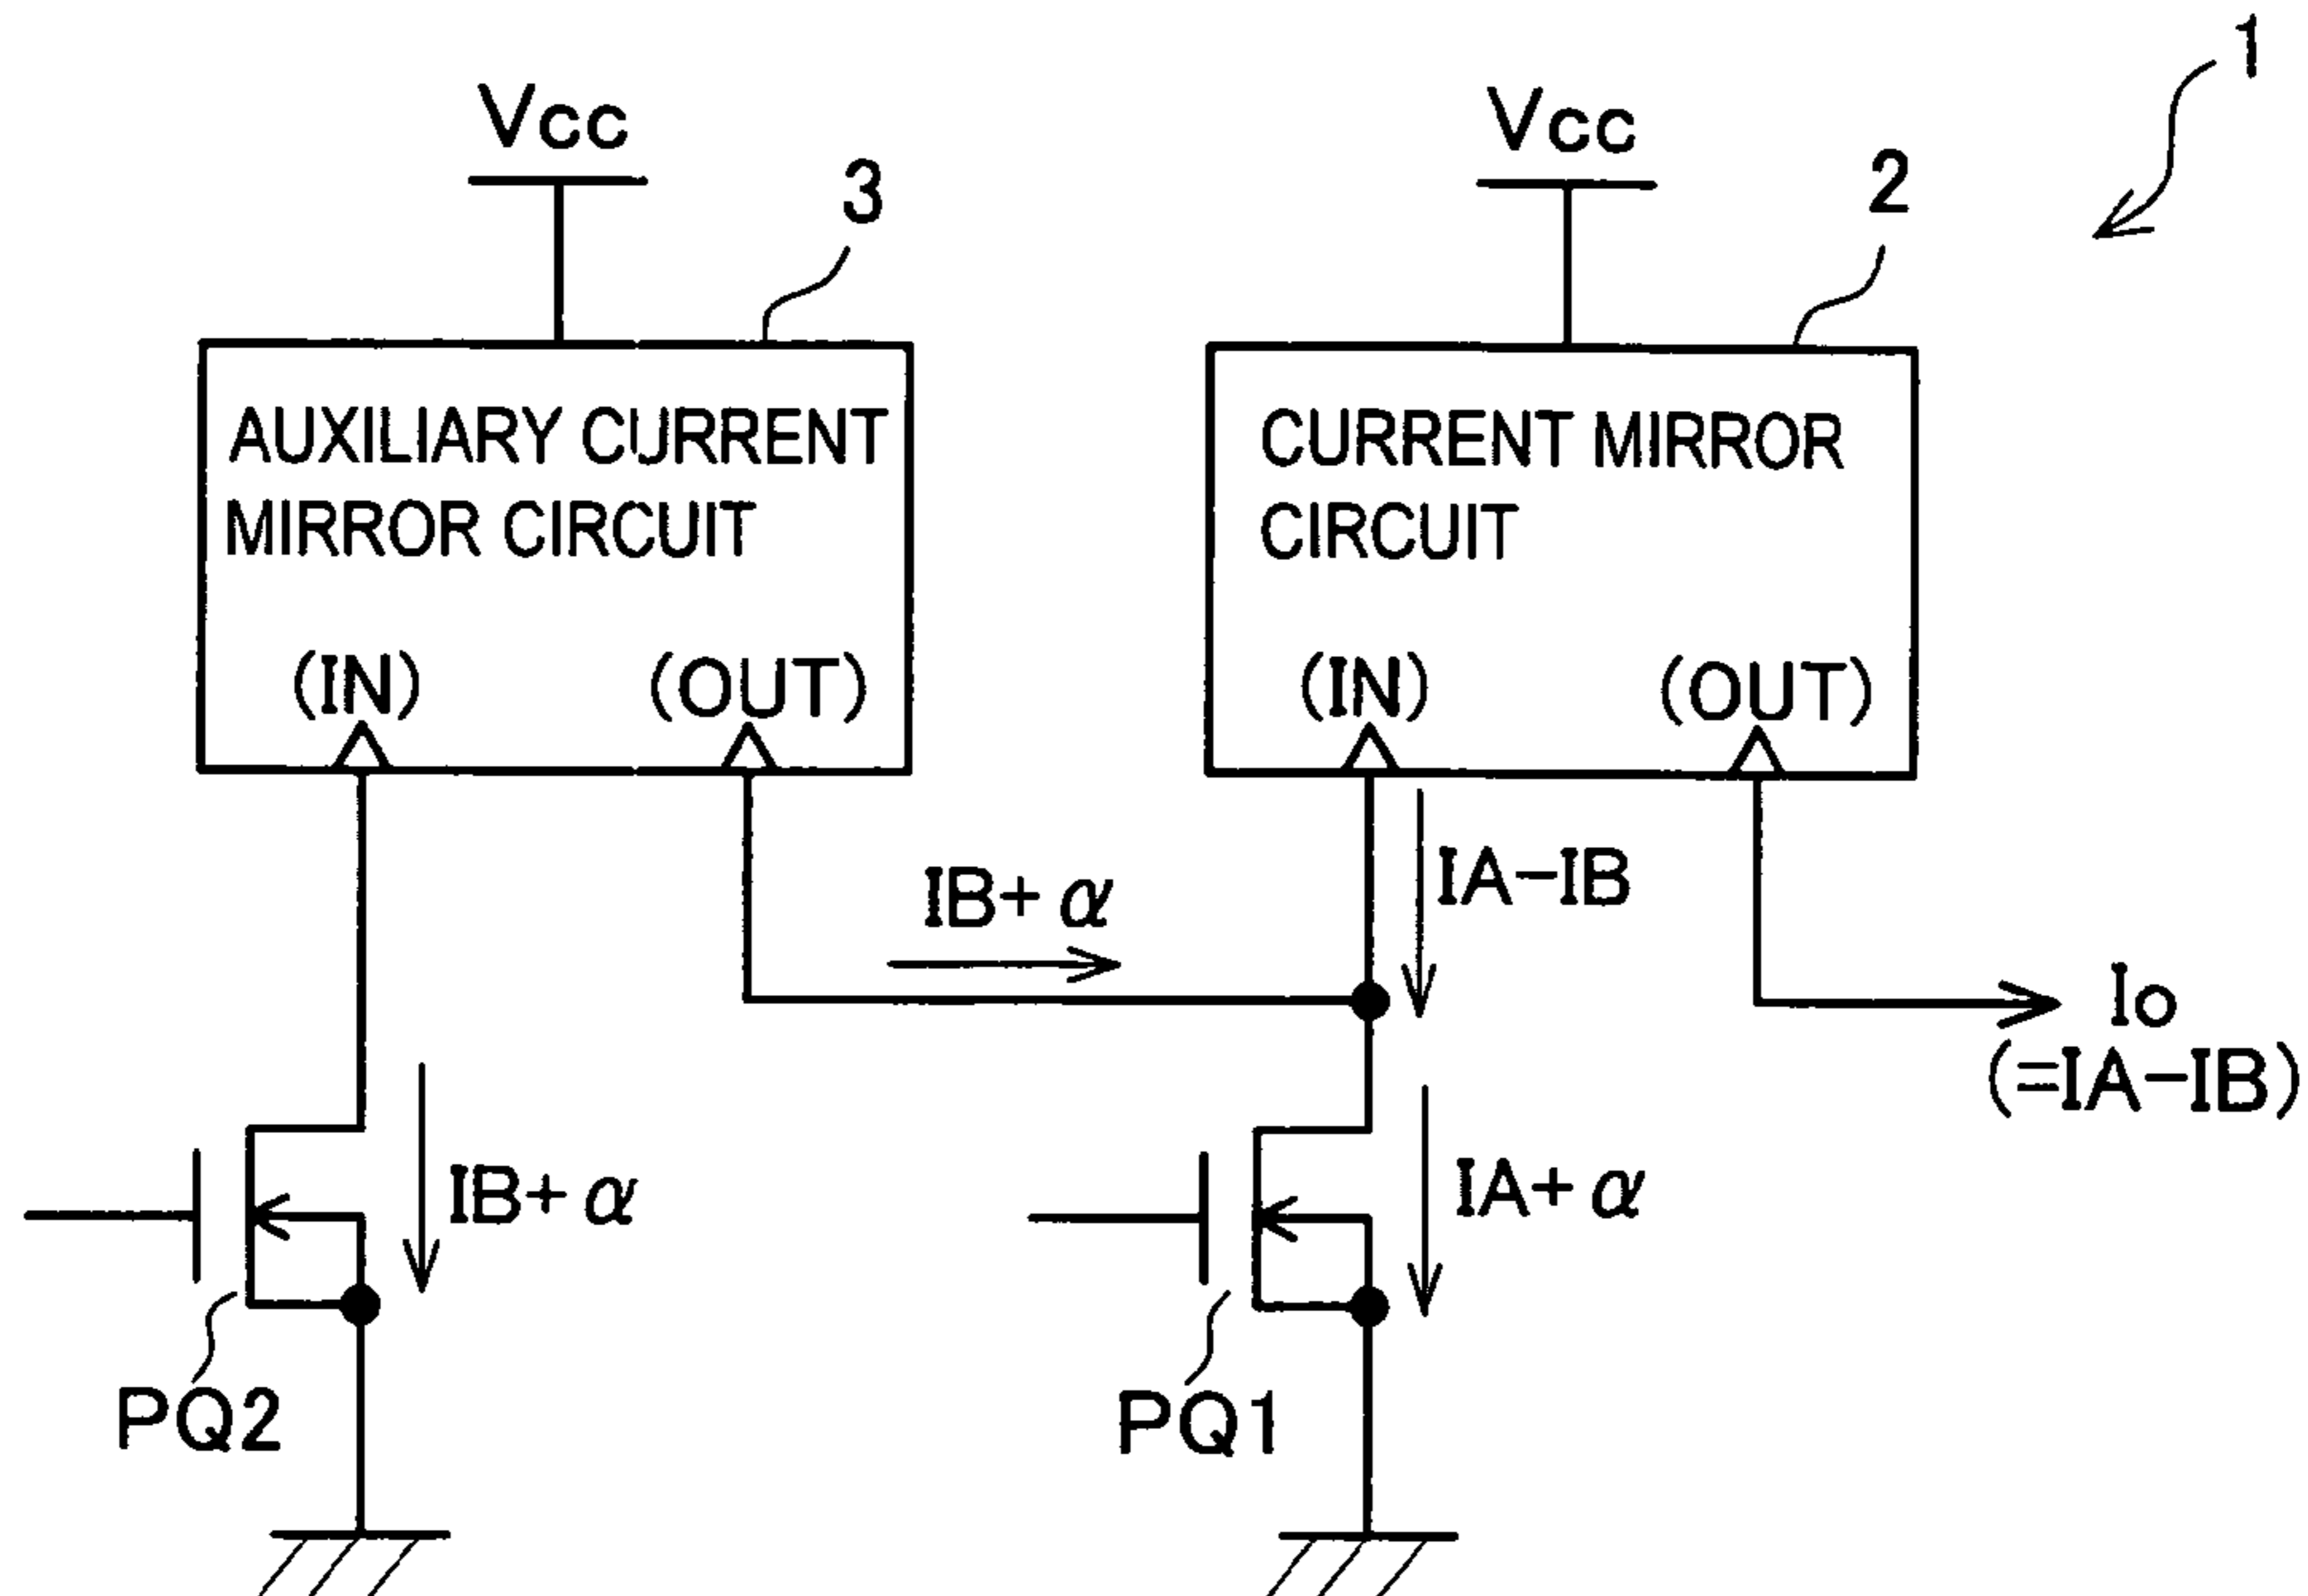 1
Vcc
Vcc
3
2
AUXILIARY CURRENT
MIRROR CIRCUIT
CURRENT MIRROR
CIRCUIT
(IN)
(OUT)
(IN)
(OUT)
IB+α
IA−IB
Io
(=IA−IB)
IB+α
IA+α
PQ2
PQ1